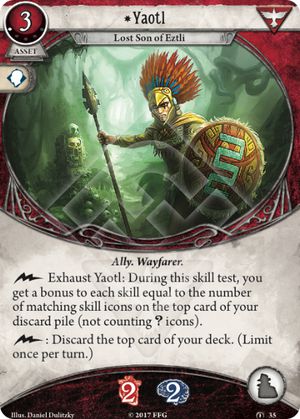 3
*Yaotl
ASSET
Lost Son of Eztli
Ally. Wayfarer.
Exhaust Yaotl: During this skill test, you
get a bonus to each skill equal to the number
of matching skill icons on the top card of your
discard pile (not counting ? icons).
: Discard the top card of your deck. (Limit
once per turn.)
2 2
Illus. Daniel Dulitzky © 2017 FFG 35